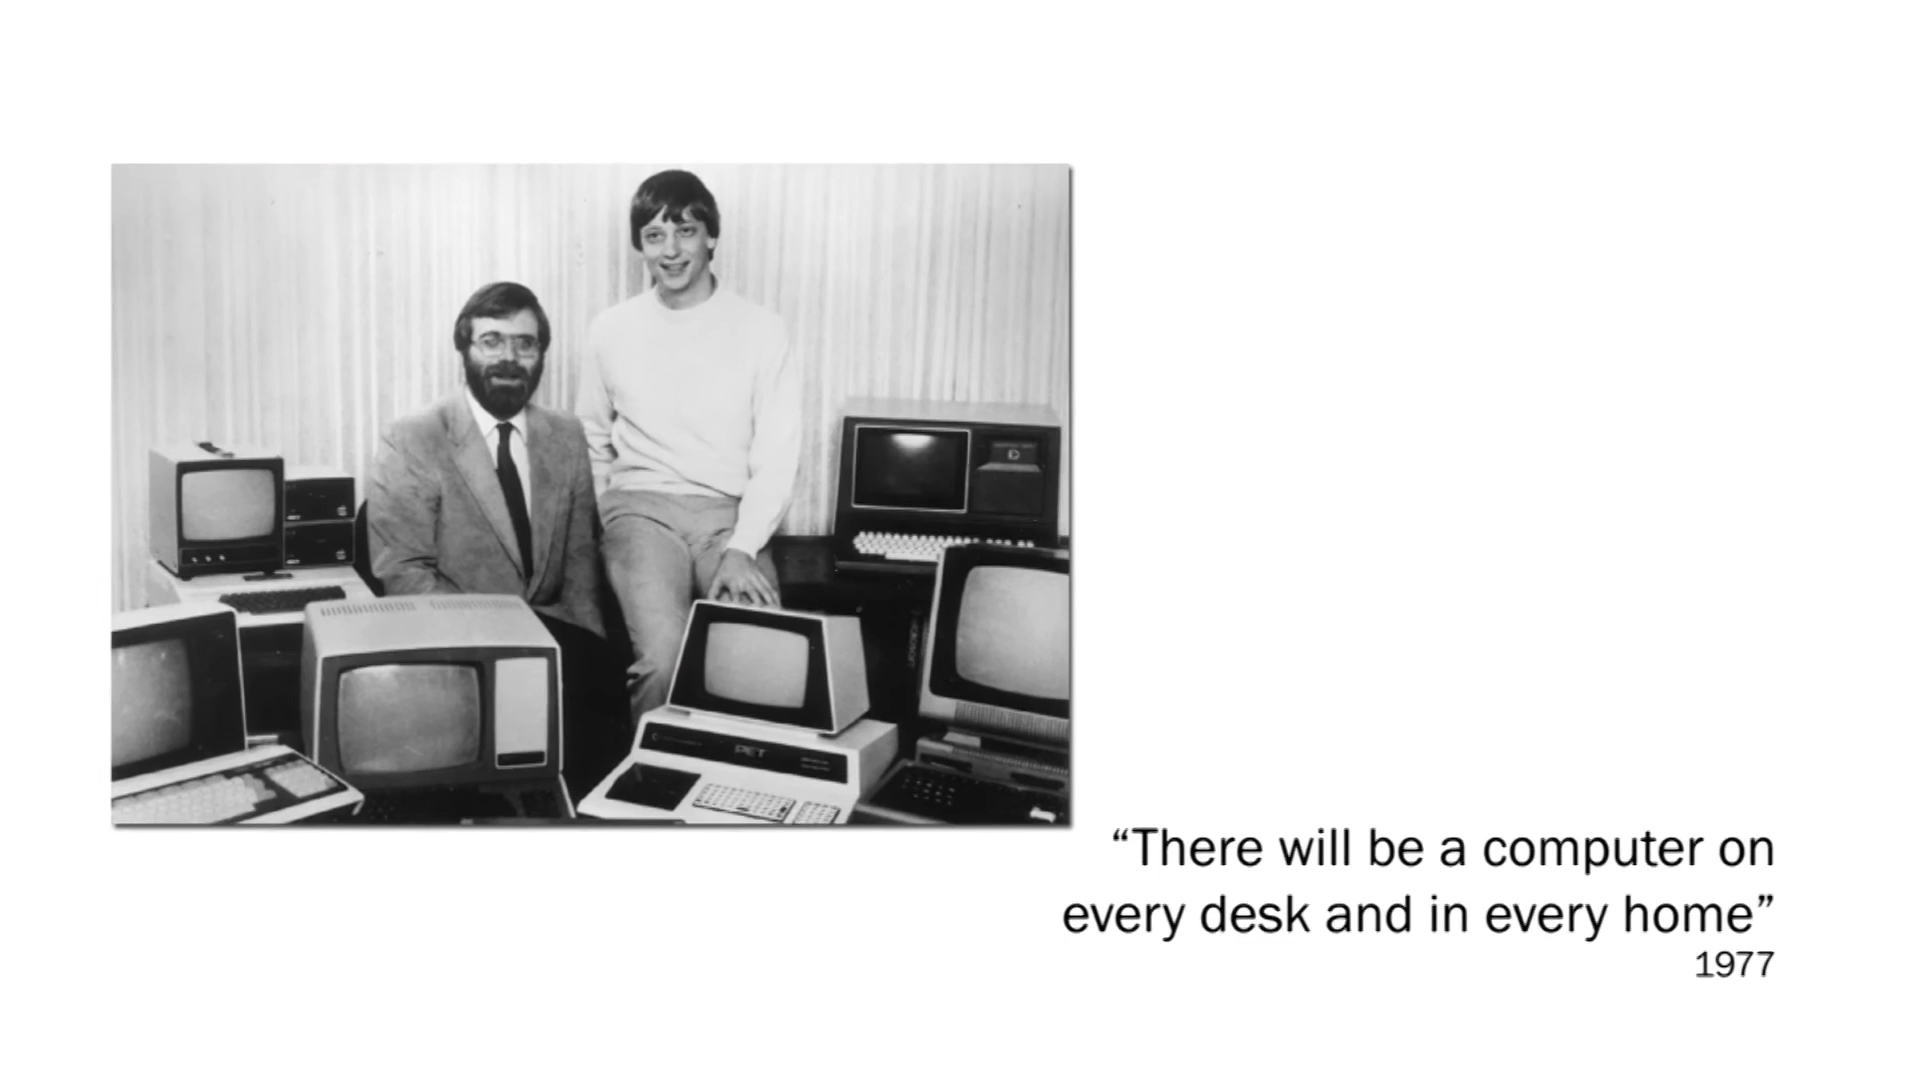 PET
“There will be a computer on
every desk and in every home”
1977